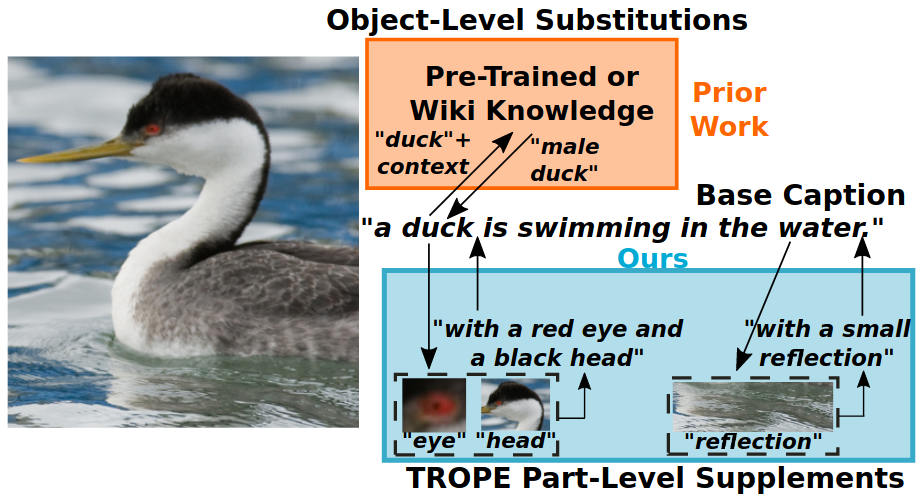 Object-Level Substitutions
Pre-Trained or
Wiki Knowledge
Prior
Work
"duck"+
context
"male
duck"
Base Caption
"a duck is swimming in the water."
Ours
"with a red eye and
a black head"
"with a small
reflection"
"eye" "head"
"reflection"
TROPE Part-Level Supplements